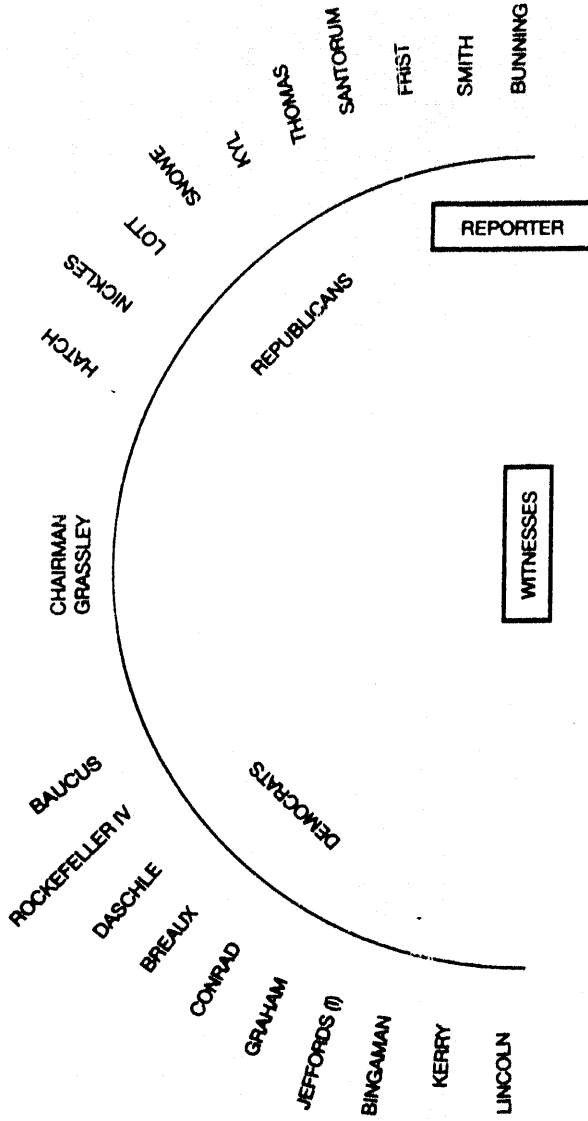 BUNNING
SMITH
FRIST
SANTORUM
THOMAS
KYL
SNOWE
LOTT
NICKLES
HATCH
REPORTER
REPUBLICANS
CHAIRMAN
GRASSLEY
WITNESSES
DEMOCRATS
BAUCUS
ROCKEFELLER IV
DASCHLE
BREAUX
CONRAD
GRAHAM
JEFFORDS (I)
BINGAMAN
KERRY
LINCOLN